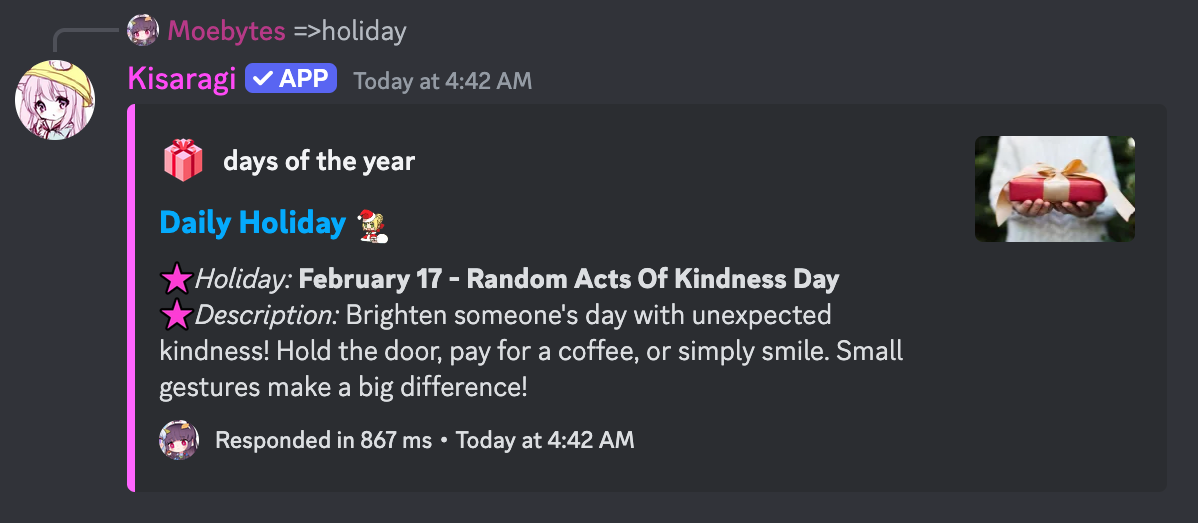 Moebytes =>holiday
Kisaragi ✓ APP Today at 4:42 AM
days of the year
Daily Holiday
Holiday: February 17 - Random Acts Of Kindness Day
Description: Brighten someone's day with unexpected
kindness! Hold the door, pay for a coffee, or simply smile. Small
gestures make a big difference!
Responded in 867 ms • Today at 4:42 AM